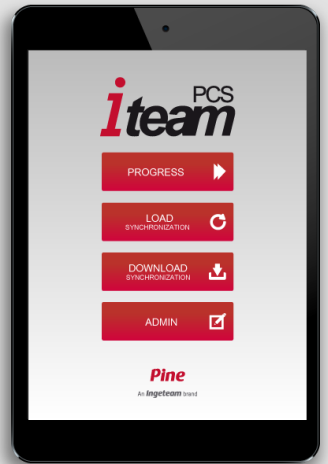 PCS
iteam
PROGRESS
LOAD
SYNCHRONIZATION
DOWNLOAD
SYNCHRONIZATION
ADMIN
Pine
An Ingeteam brand